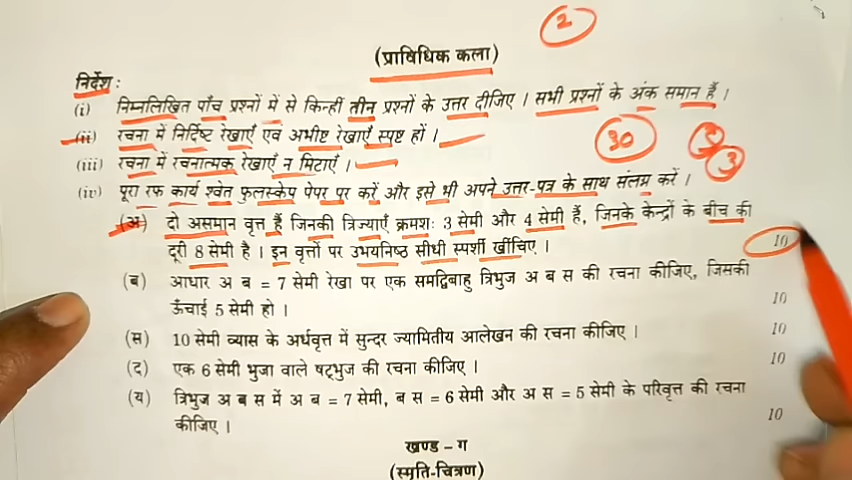 2
(प्राविधिक कला)
निर्देश :
(i) निम्नलिखित पाँच प्रश्नों में से किन्हीं तीन प्रश्नों के उत्तर दीजिए । सभी प्रश्नों के अंक समान हैं ।
(ii) रचना में निर्दिष्ट रेखाएँ एवं अभीष्ट रेखाएँ स्पष्ट हों ।
30 5
3
(iii) रचना में रचनात्मक रेखाएँ न मिटाएँ ।
(iv) पूरा रफ कार्य श्वेत फुलस्केप पेपर पर करें और इसे भी अपने उत्तर-पत्र के साथ संलग्न करें ।
(अ) दो असमान वृत्त हैं जिनकी त्रिज्याएँ क्रमशः 3 सेमी और 4 सेमी हैं, जिनके केन्द्रों के बीच की
दूरी 8 सेमी है । इन वृत्तों पर उभयनिष्ठ सीधी स्पर्शी खींचिए । 10
(ब) आधार अ ब = 7 सेमी रेखा पर एक समद्विबाहु त्रिभुज अ ब स की रचना कीजिए, जिसकी
ऊँचाई 5 सेमी हो । 10
(स) 10 सेमी व्यास के अर्धवृत्त में सुन्दर ज्यामितीय आलेखन की रचना कीजिए । 10
(द) एक 6 सेमी भुजा वाले षट्भुज की रचना कीजिए । 10
(य) त्रिभुज अ ब स में अ ब = 7 सेमी, ब स = 6 सेमी और अ स = 5 सेमी के परिवृत्त की रचना
कीजिए । 10
खण्ड - ग
(स्मृति-चित्रण)